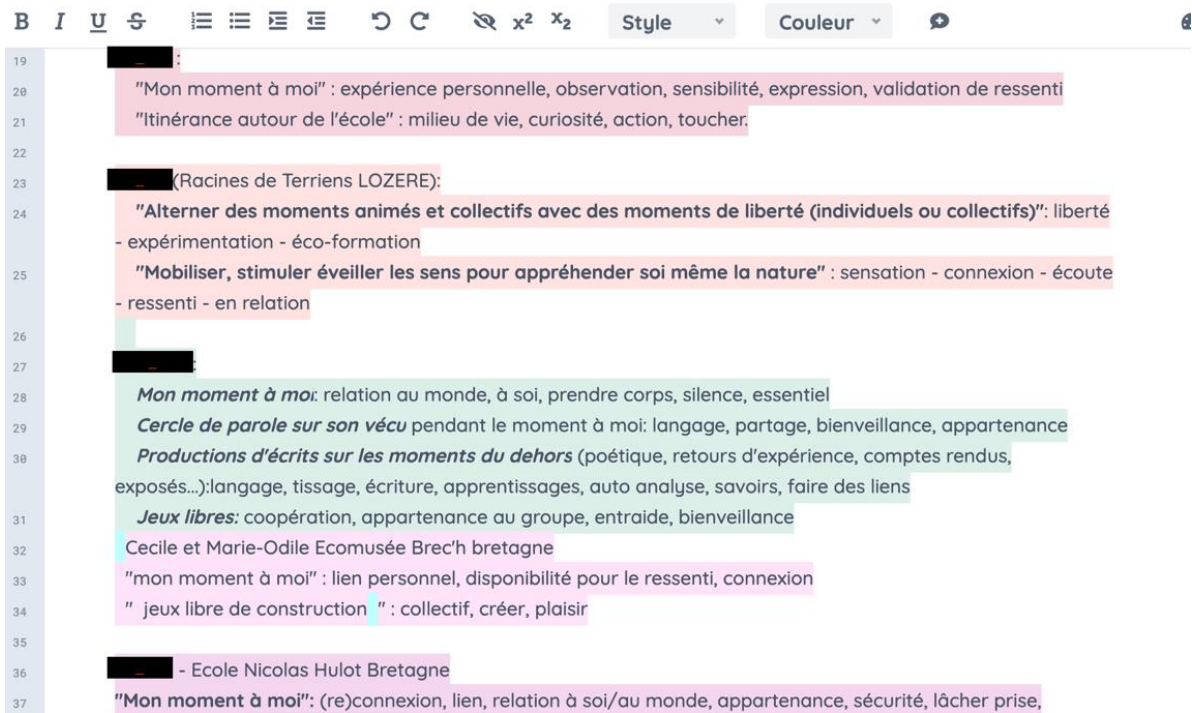 B I U S x² x₂ Style Couleur
19 :
20 "Mon moment à moi" : expérience personnelle, observation, sensibilité, expression, validation de ressenti
21 "Itinérance autour de l'école" : milieu de vie, curiosité, action, toucher.
22
23 (Racines de Terriens LOZERE):
24 "Alterner des moments animés et collectifs avec des moments de liberté (individuels ou collectifs)": liberté
- expérimentation - éco-formation
25 "Mobiliser, stimuler éveiller les sens pour appréhender soi même la nature" : sensation - connexion - écoute
- ressenti - en relation
26
27 :
28 Mon moment à moi: relation au monde, à soi, prendre corps, silence, essentiel
29 Cercle de parole sur son vécu pendant le moment à moi: langage, partage, bienveillance, appartenance
30 Productions d'écrits sur les moments du dehors (poétique, retours d'expérience, comptes rendus,
exposés...):langage, tissage, écriture, apprentissages, auto analyse, savoirs, faire des liens
31 Jeux libres: coopération, appartenance au groupe, entraide, bienveillance
32 Cecile et Marie-Odile Ecomusée Brec'h bretagne
33 "mon moment à moi" : lien personnel, disponibilité pour le ressenti, connexion
34 " jeux libre de construction " : collectif, créer, plaisir
35
36 - Ecole Nicolas Hulot Bretagne
37 "Mon moment à moi": (re)connexion, lien, relation à soi/au monde, appartenance, sécurité, lâcher prise,